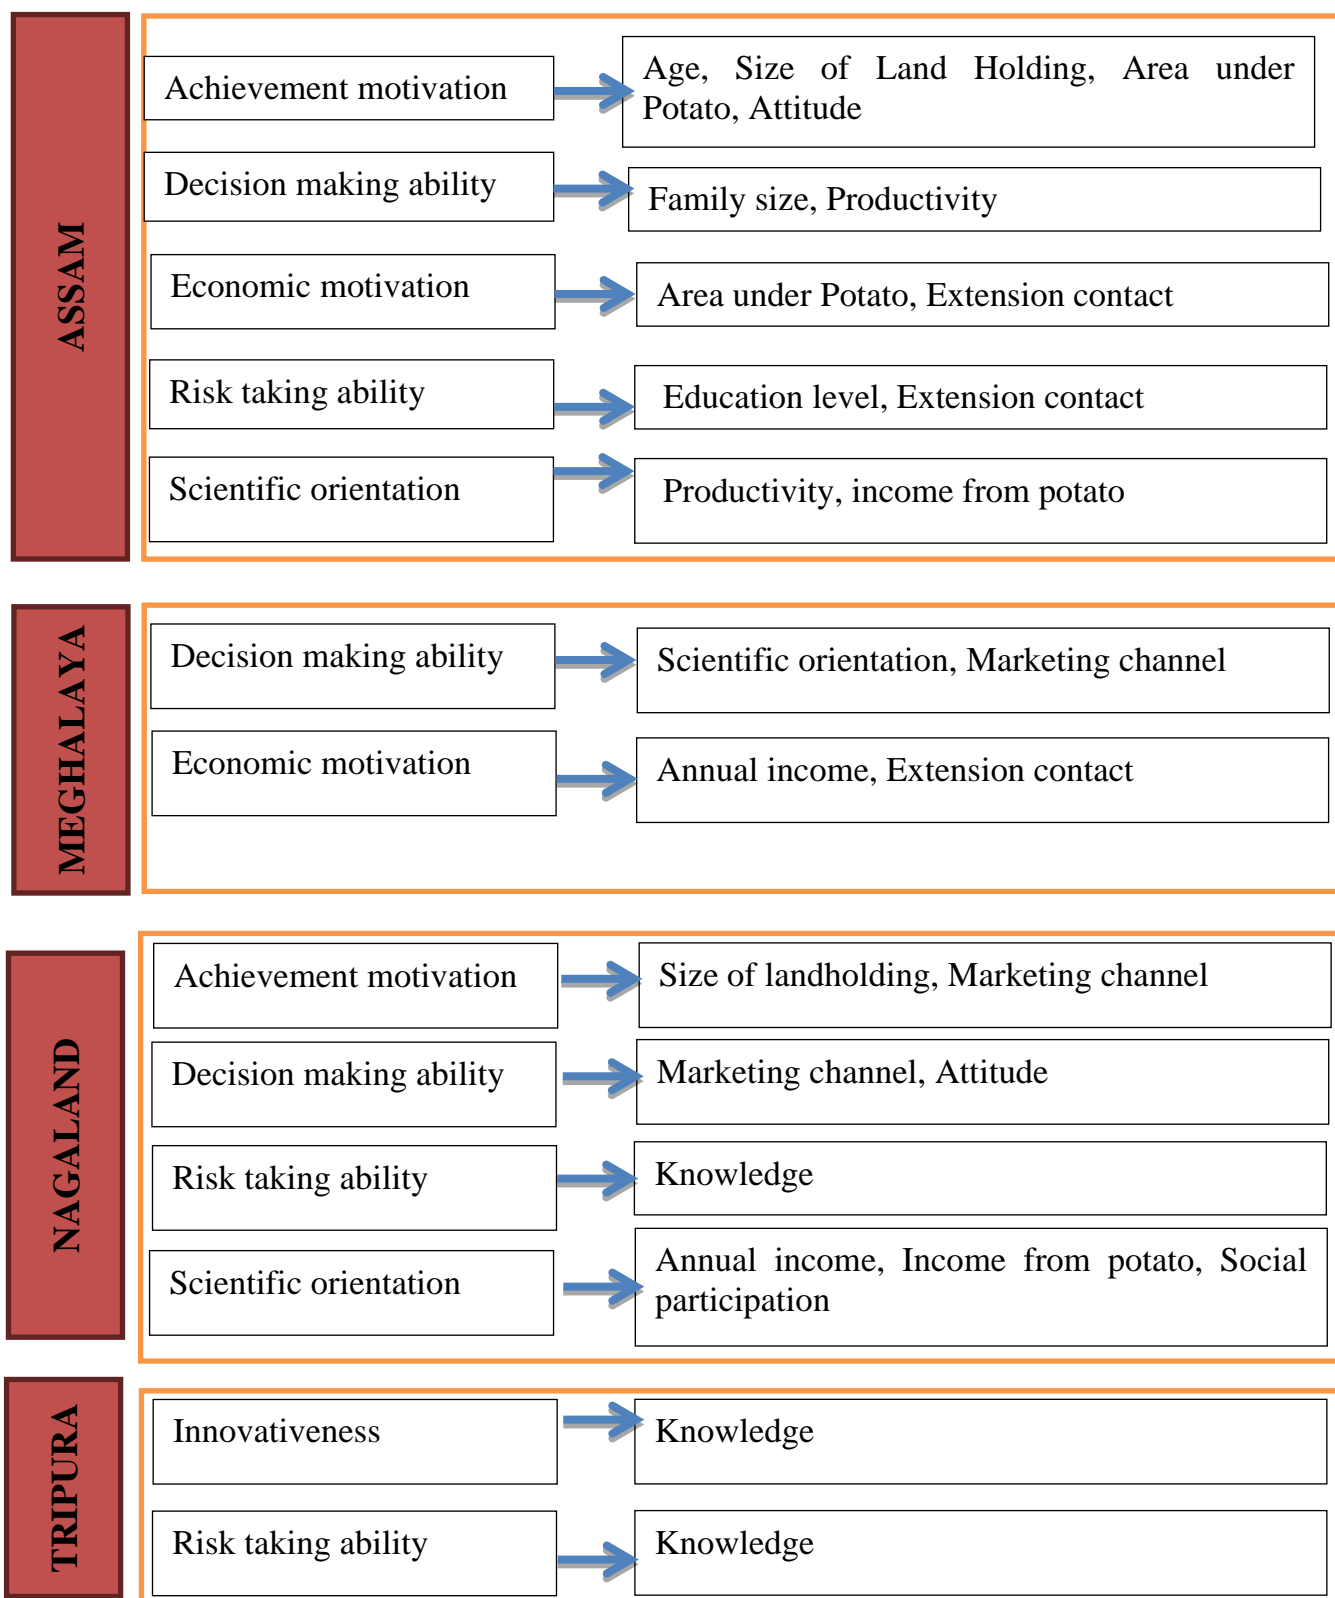 ASSAM
Achievement motivation
Age, Size of Land Holding, Area under
Potato, Attitude
Decision making ability
Family size, Productivity
Economic motivation
Area under Potato, Extension contact
Risk taking ability
Education level, Extension contact
Scientific orientation
Productivity, income from potato
MEGHALAYA
Decision making ability
Scientific orientation, Marketing channel
Economic motivation
Annual income, Extension contact
NAGALAND
Achievement motivation
Size of landholding, Marketing channel
Decision making ability
Marketing channel, Attitude
Risk taking ability
Knowledge
Scientific orientation
Annual income, Income from potato, Social
participation
TRIPURA
Innovativeness
Knowledge
Risk taking ability
Knowledge